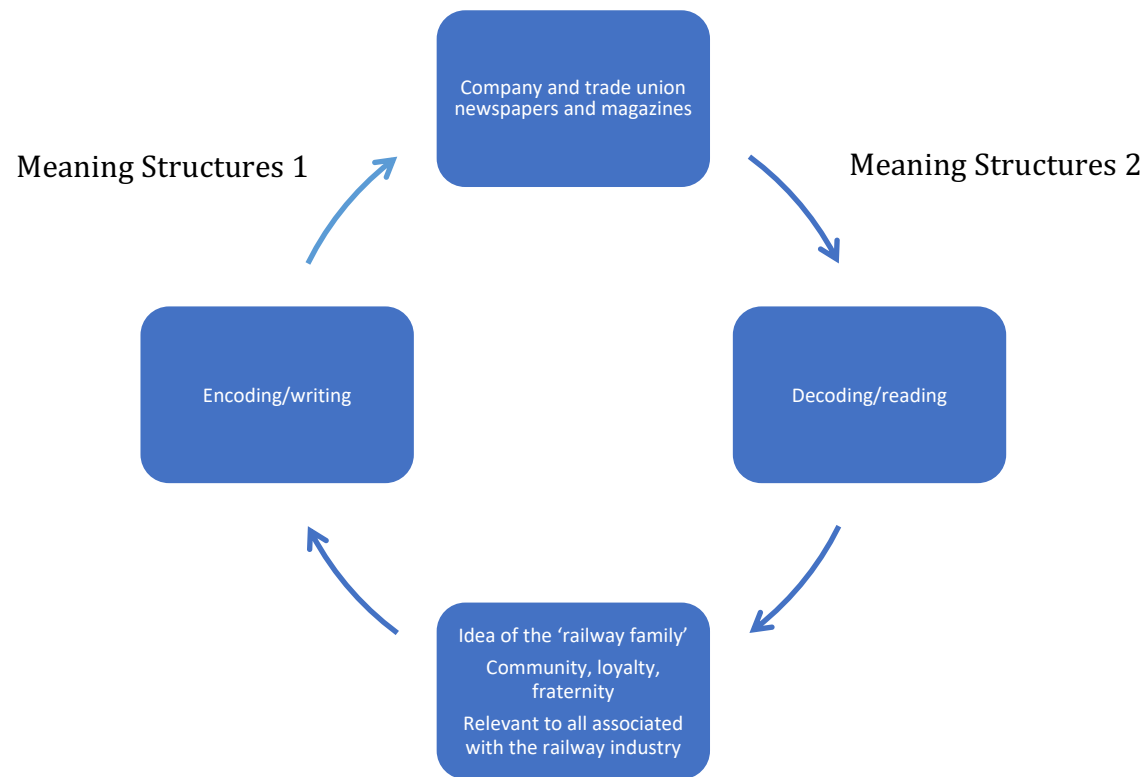 Company and trade union
newspapers and magazines
Meaning Structures 1
Meaning Structures 2
Encoding/writing
Decoding/reading
Idea of the ‘railway family’
Community, loyalty,
fraternity
Relevant to all associated
with the railway industry